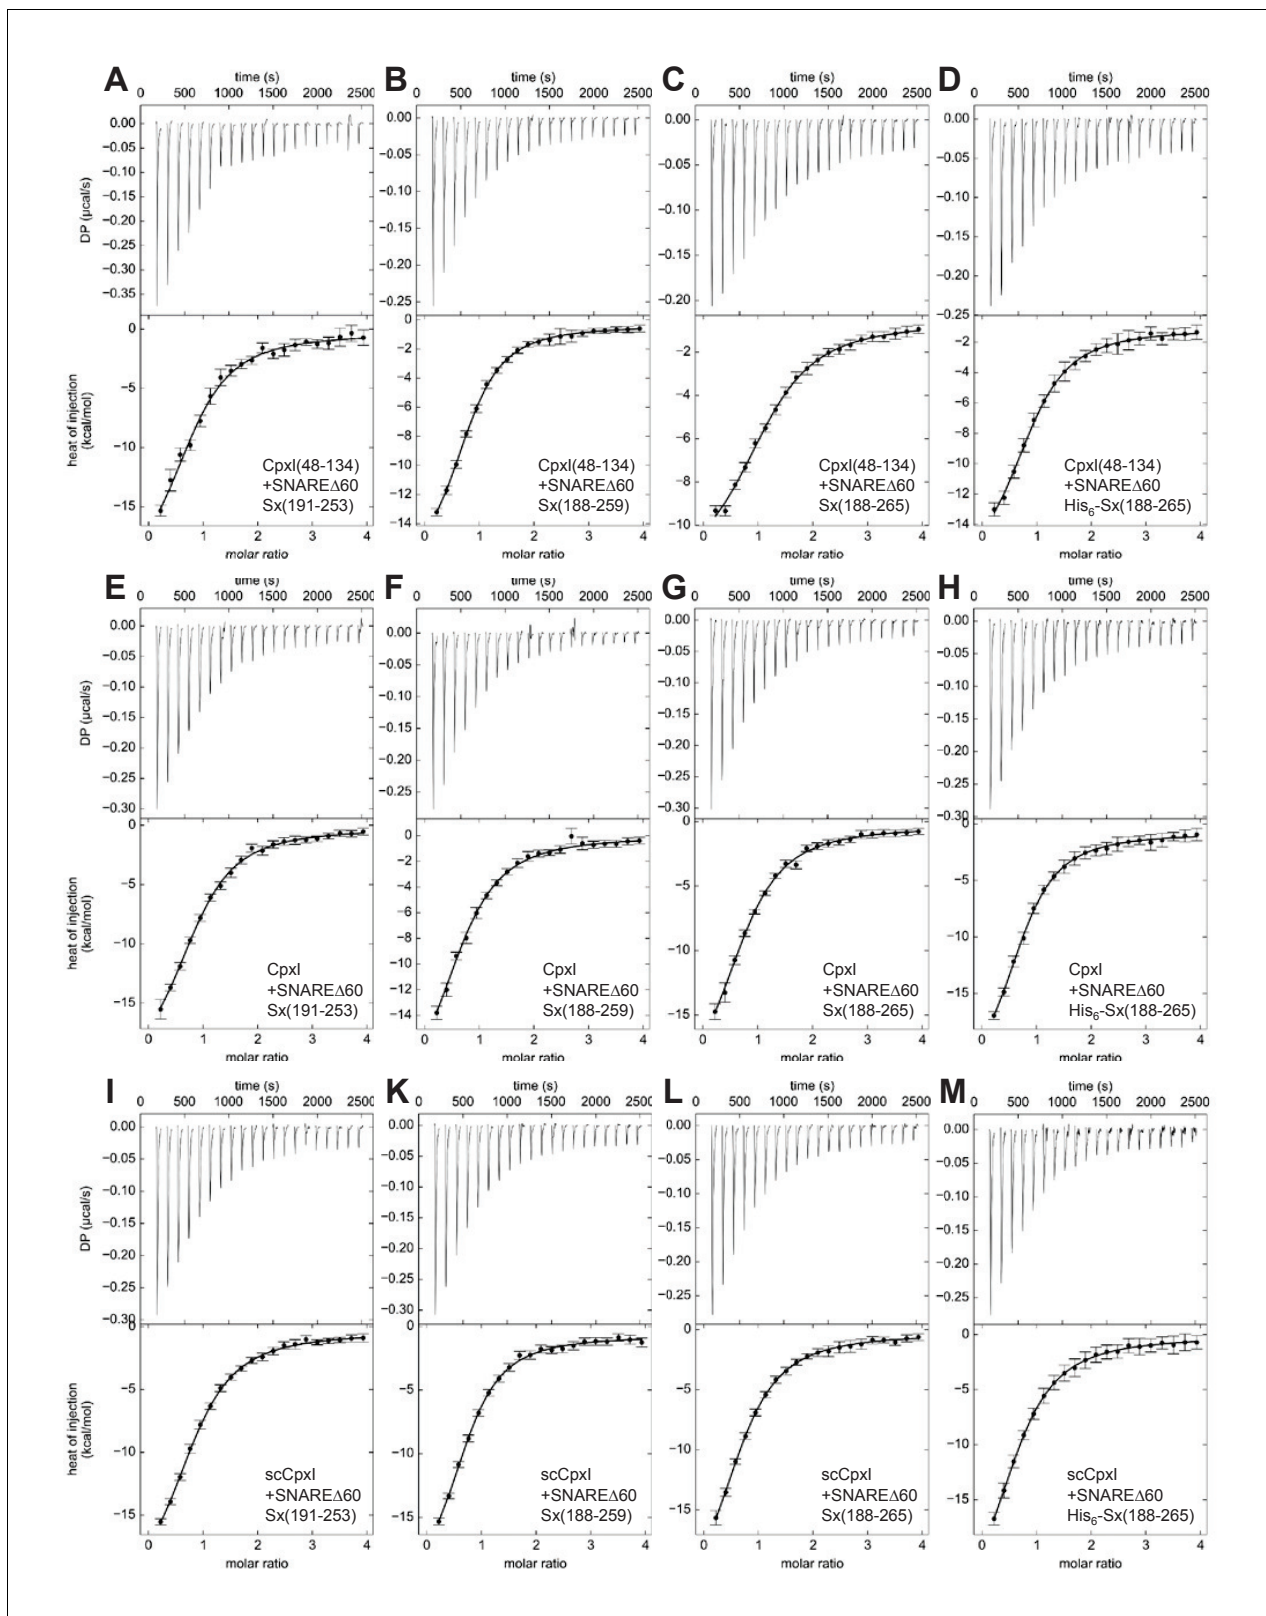 A B C D
time (s) time (s) time (s) time (s)
0 500 1000 1500 2000 2500 0 500 1000 1500 2000 2500 0 500 1000 1500 2000 2500 0 500 1000 1500 2000 2500
DP (µcal/s)
0.00 −0.05 −0.10 −0.15 −0.20 −0.25 −0.30 −0.35
0.00 −0.05 −0.10 −0.15 −0.20 −0.25
0.00 −0.05 −0.10 −0.15 −0.20
0.00 −0.05 −0.10 −0.15 −0.20 −0.25
heat of injection
(kcal/mol)
0 −5 −10 −15
0 −2 −4 −6 −8 −10 −12 −14
−2 −4 −6 −8 −10
−2 −4 −6 −8 −10 −12 −14
CpxI(48-134) CpxI(48-134) CpxI(48-134) CpxI(48-134)
+SNAREΔ60 +SNAREΔ60 +SNAREΔ60 +SNAREΔ60
Sx(191-253) Sx(188-259) Sx(188-265) His₆-Sx(188-265)
0 1 2 3 4 0 1 2 3 4 0 1 2 3 4 0 1 2 3 4
molar ratio molar ratio molar ratio molar ratio
E F G H
time (s) time (s) time (s) time (s)
0 500 1000 1500 2000 2500 0 500 1000 1500 2000 2500 0 500 1000 1500 2000 2500 0 500 1000 1500 2000 2500
DP (µcal/s)
0.00 −0.05 −0.10 −0.15 −0.20 −0.25 −0.30
0.00 −0.05 −0.10 −0.15 −0.20 −0.25
0.00 −0.05 −0.10 −0.15 −0.20 −0.25 −0.30
0.00 −0.05 −0.10 −0.15 −0.20 −0.25 −0.30
heat of injection
(kcal/mol)
0 −5 −10 −15
0 −2 −4 −6 −8 −10 −12 −14
0 −5 −10 −15
0 −5 −10 −15
CpxI CpxI CpxI CpxI
+SNAREΔ60 +SNAREΔ60 +SNAREΔ60 +SNAREΔ60
Sx(191-253) Sx(188-259) Sx(188-265) His₆-Sx(188-265)
0 1 2 3 4 0 1 2 3 4 0 1 2 3 4 0 1 2 3 4
molar ratio molar ratio molar ratio molar ratio
I K L M
time (s) time (s) time (s) time (s)
0 500 1000 1500 2000 2500 0 500 1000 1500 2000 2500 0 500 1000 1500 2000 2500 0 500 1000 1500 2000 2500
DP (µcal/s)
0.00 −0.05 −0.10 −0.15 −0.20 −0.25 −0.30
0.00 −0.05 −0.10 −0.15 −0.20 −0.25 −0.30
0.00 −0.05 −0.10 −0.15 −0.20 −0.25
0.00 −0.05 −0.10 −0.15 −0.20 −0.25
heat of injection
(kcal/mol)
0 −5 −10 −15
0 −5 −10 −15
0 −5 −10 −15
0 −5 −10 −15
scCpxI scCpxI scCpxI scCpxI
+SNAREΔ60 +SNAREΔ60 +SNAREΔ60 +SNAREΔ60
Sx(191-253) Sx(188-259) Sx(188-265) His₆-Sx(188-265)
0 1 2 3 4 0 1 2 3 4 0 1 2 3 4 0 1 2 3 4
molar ratio molar ratio molar ratio molar ratio